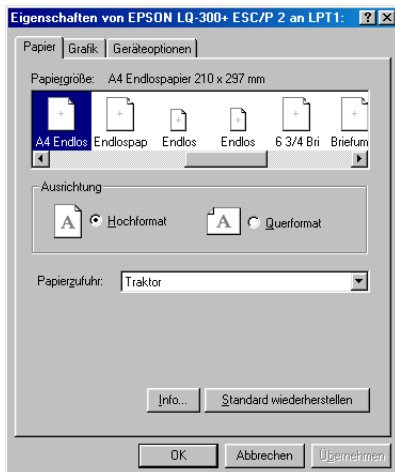 Eigenschaften von EPSON LQ-300+ ESC/P 2 an LPT1:
Papier Grafik Geräteoptionen
Papiergröße: A4 Endlospapier 210 x 297 mm
A4 Endlos Endlospap Endlos Endlos 6 3/4 Bri Briefum
Ausrichtung
A Hochformat A Querformat
Papierzufuhr: Traktor
Info... Standard wiederherstellen
OK Abbrechen Übernehmen